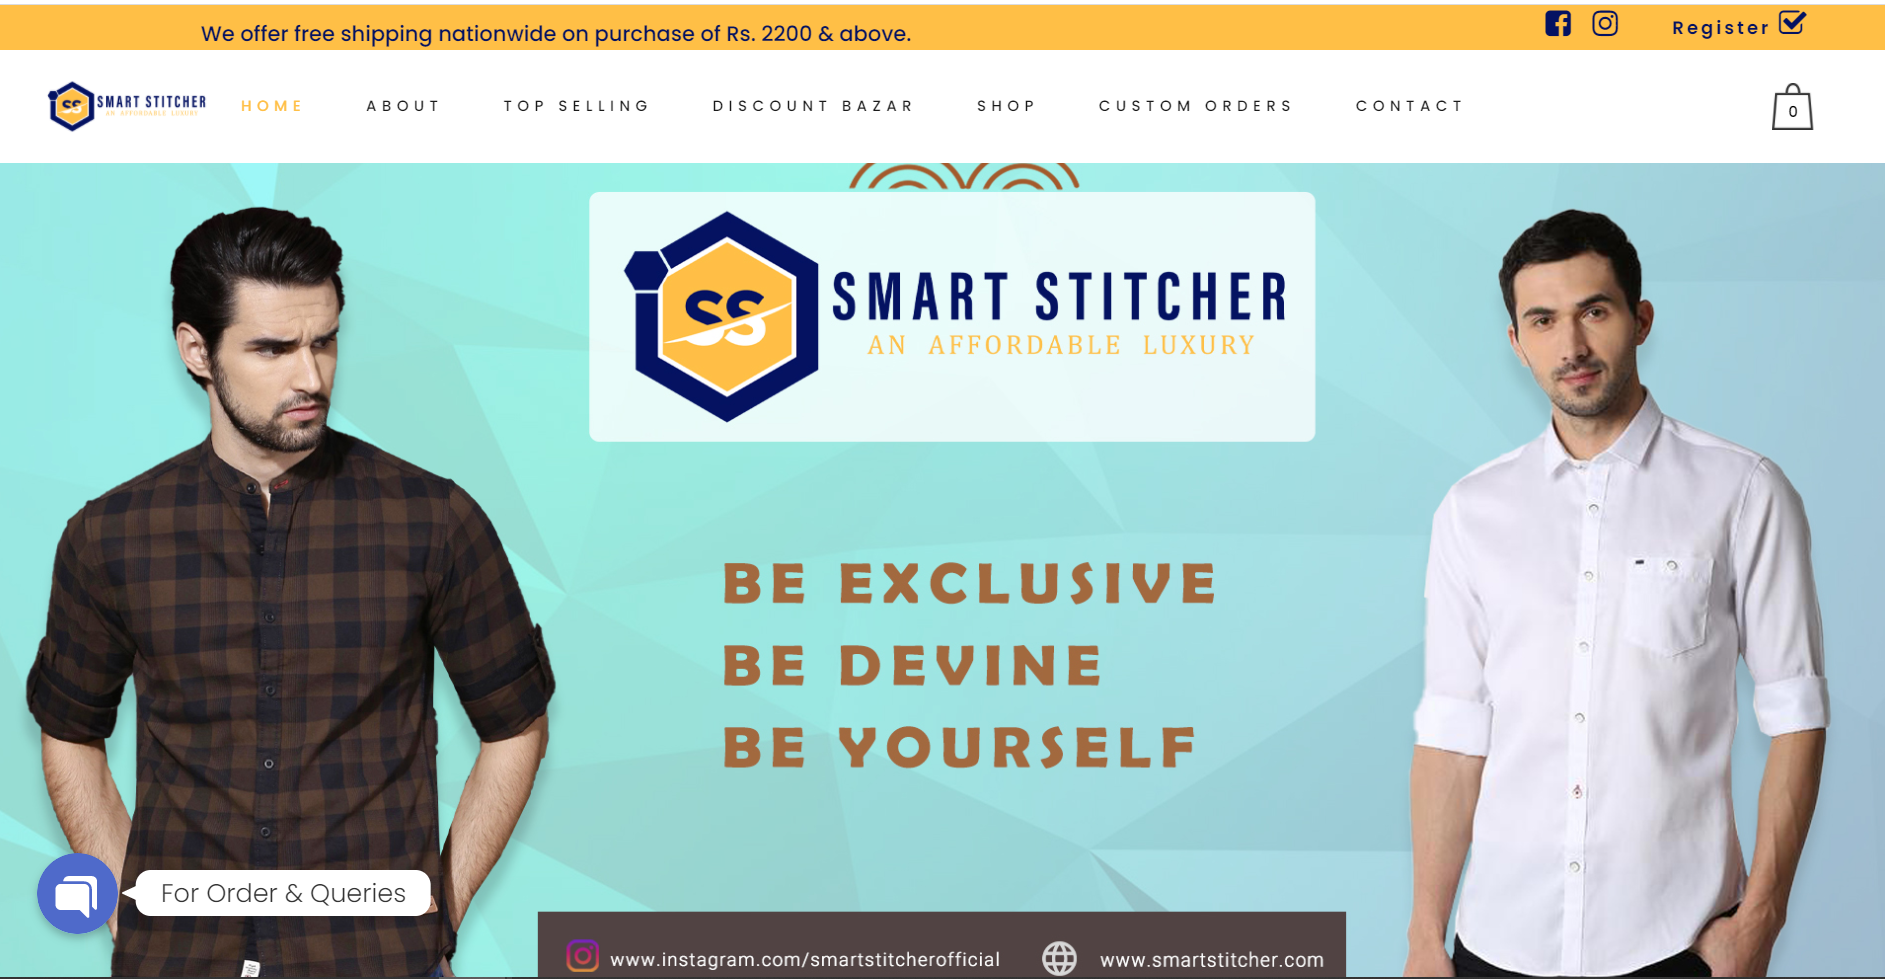 We offer free shipping nationwide on purchase of Rs. 2200 & above.
Register
SS SMART STITCHER
AN AFFORDABLE LUXURY
HOME ABOUT TOP SELLING DISCOUNT BAZAR SHOP CUSTOM ORDERS CONTACT
0
SS
SMART STITCHER
AN AFFORDABLE LUXURY
BE EXCLUSIVE
BE DEVINE
BE YOURSELF
For Order & Queries
www.instagram.com/smartstitcherofficial www.smartstitcher.com